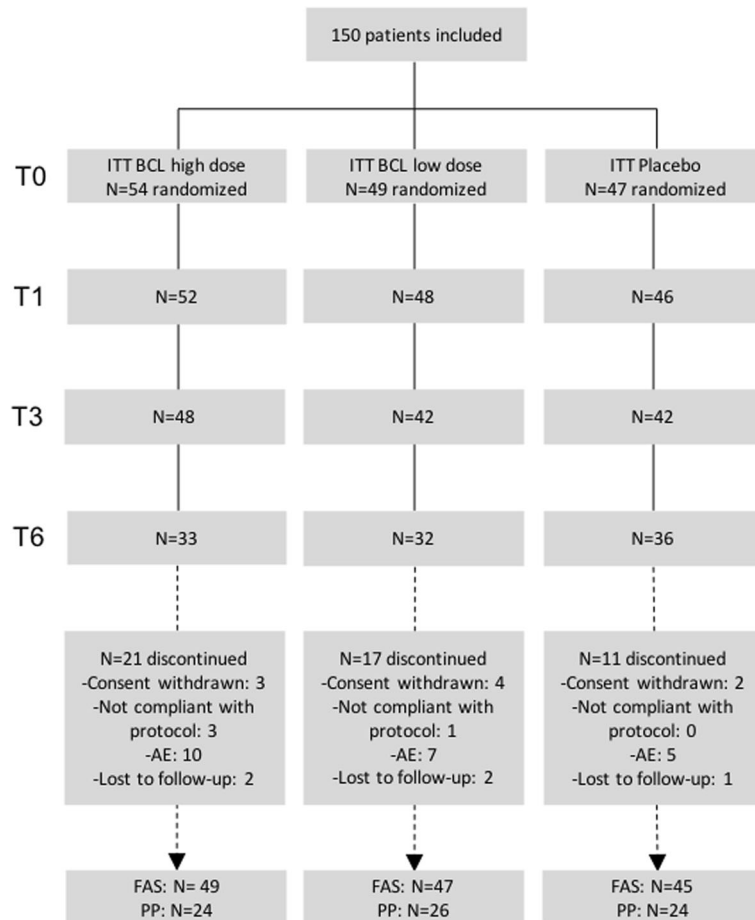 150 patients included
T0
ITT BCL high dose
N=54 randomized
ITT BCL low dose
N=49 randomized
ITT Placebo
N=47 randomized
T1
N=52
N=48
N=46
T3
N=48
N=42
N=42
T6
N=33
N=32
N=36
N=21 discontinued
-Consent withdrawn: 3
-Not compliant with
protocol: 3
-AE: 10
-Lost to follow-up: 2
N=17 discontinued
-Consent withdrawn: 4
-Not compliant with
protocol: 1
-AE: 7
-Lost to follow-up: 2
N=11 discontinued
-Consent withdrawn: 2
-Not compliant with
protocol: 0
-AE: 5
-Lost to follow-up: 1
FAS: N= 49
PP: N=24
FAS: N=47
PP: N=26
FAS: N=45
PP: N=24